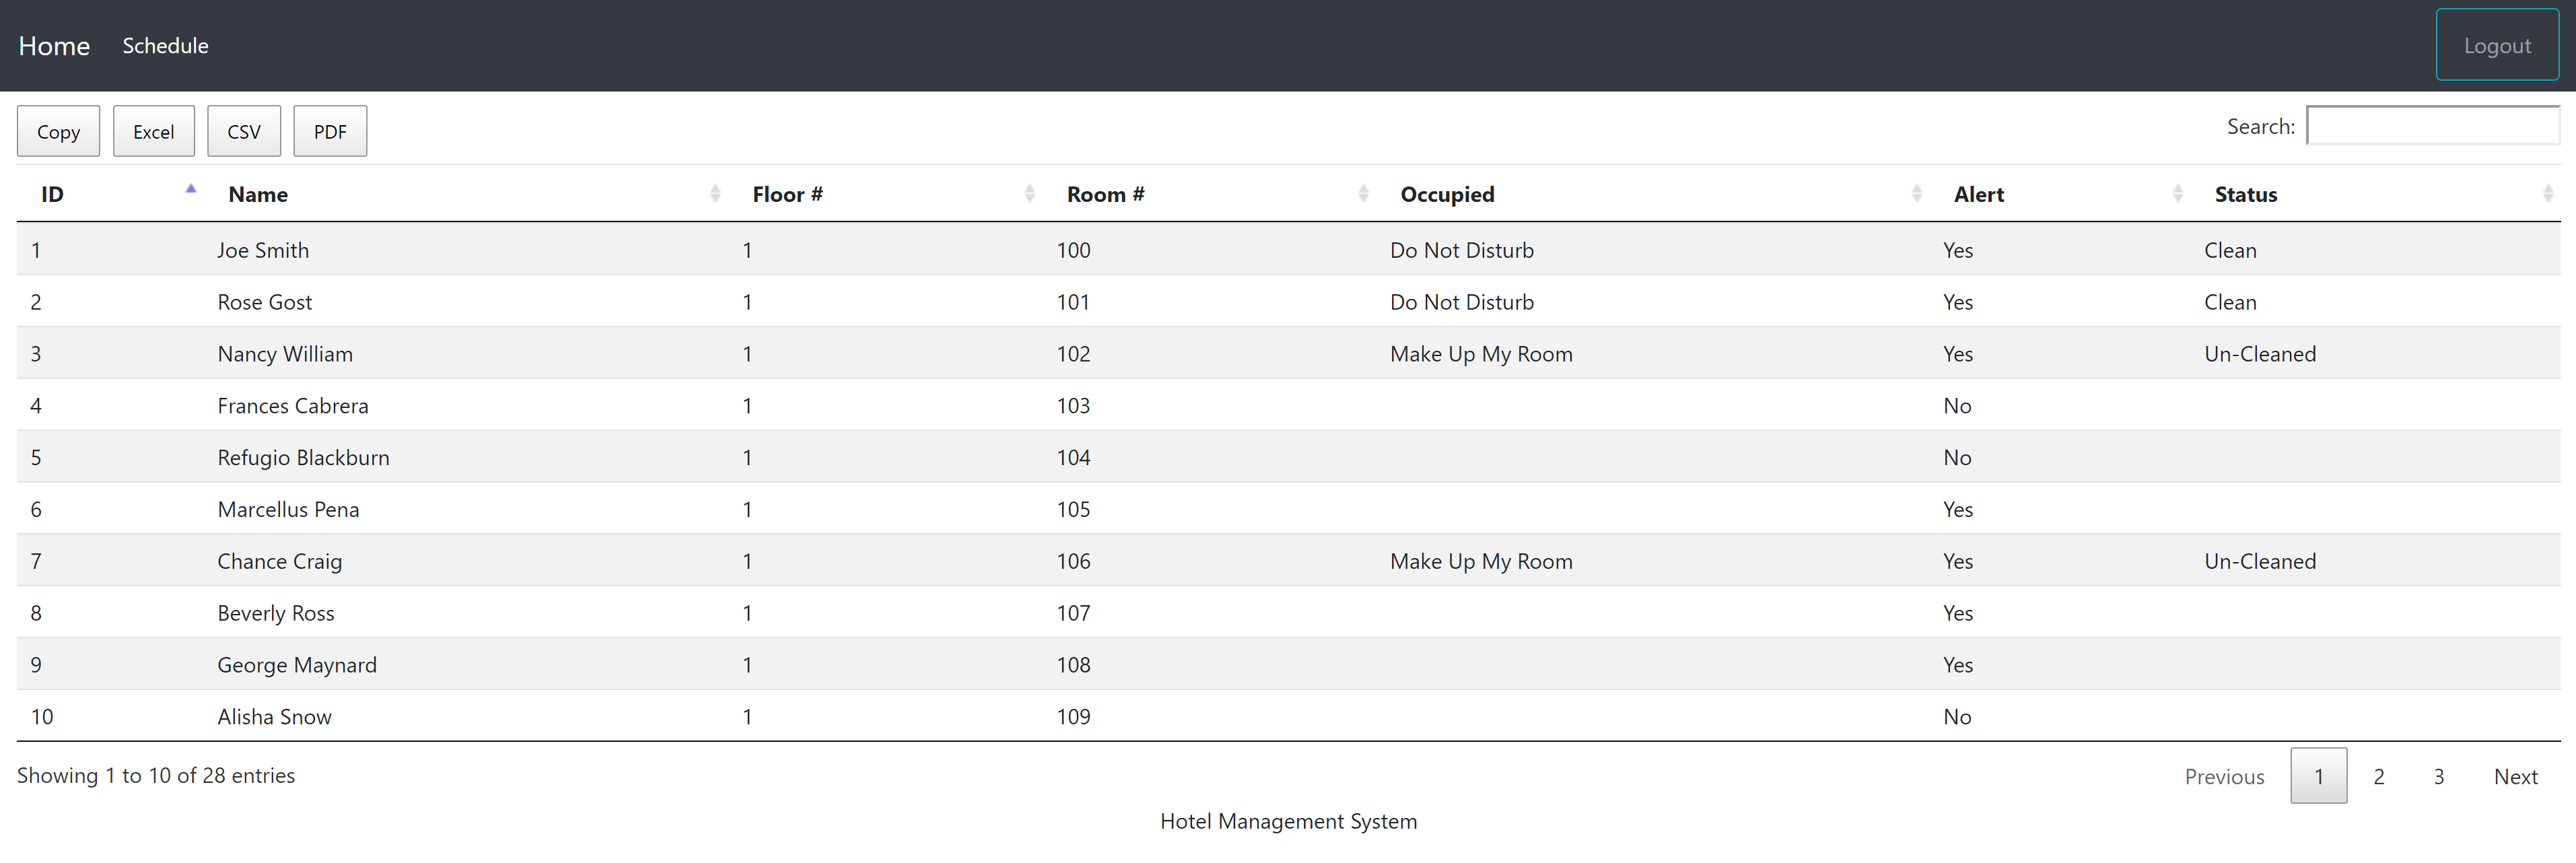 Home Schedule Logout
Copy Excel CSV PDF Search:
ID Name Floor # Room # Occupied Alert Status
1 Joe Smith 1 100 Do Not Disturb Yes Clean
2 Rose Gost 1 101 Do Not Disturb Yes Clean
3 Nancy William 1 102 Make Up My Room Yes Un-Cleaned
4 Frances Cabrera 1 103 No
5 Refugio Blackburn 1 104 No
6 Marcellus Pena 1 105 Yes
7 Chance Craig 1 106 Make Up My Room Yes Un-Cleaned
8 Beverly Ross 1 107 Yes
9 George Maynard 1 108 Yes
10 Alisha Snow 1 109 No
Showing 1 to 10 of 28 entries Previous 1 2 3 Next
Hotel Management System